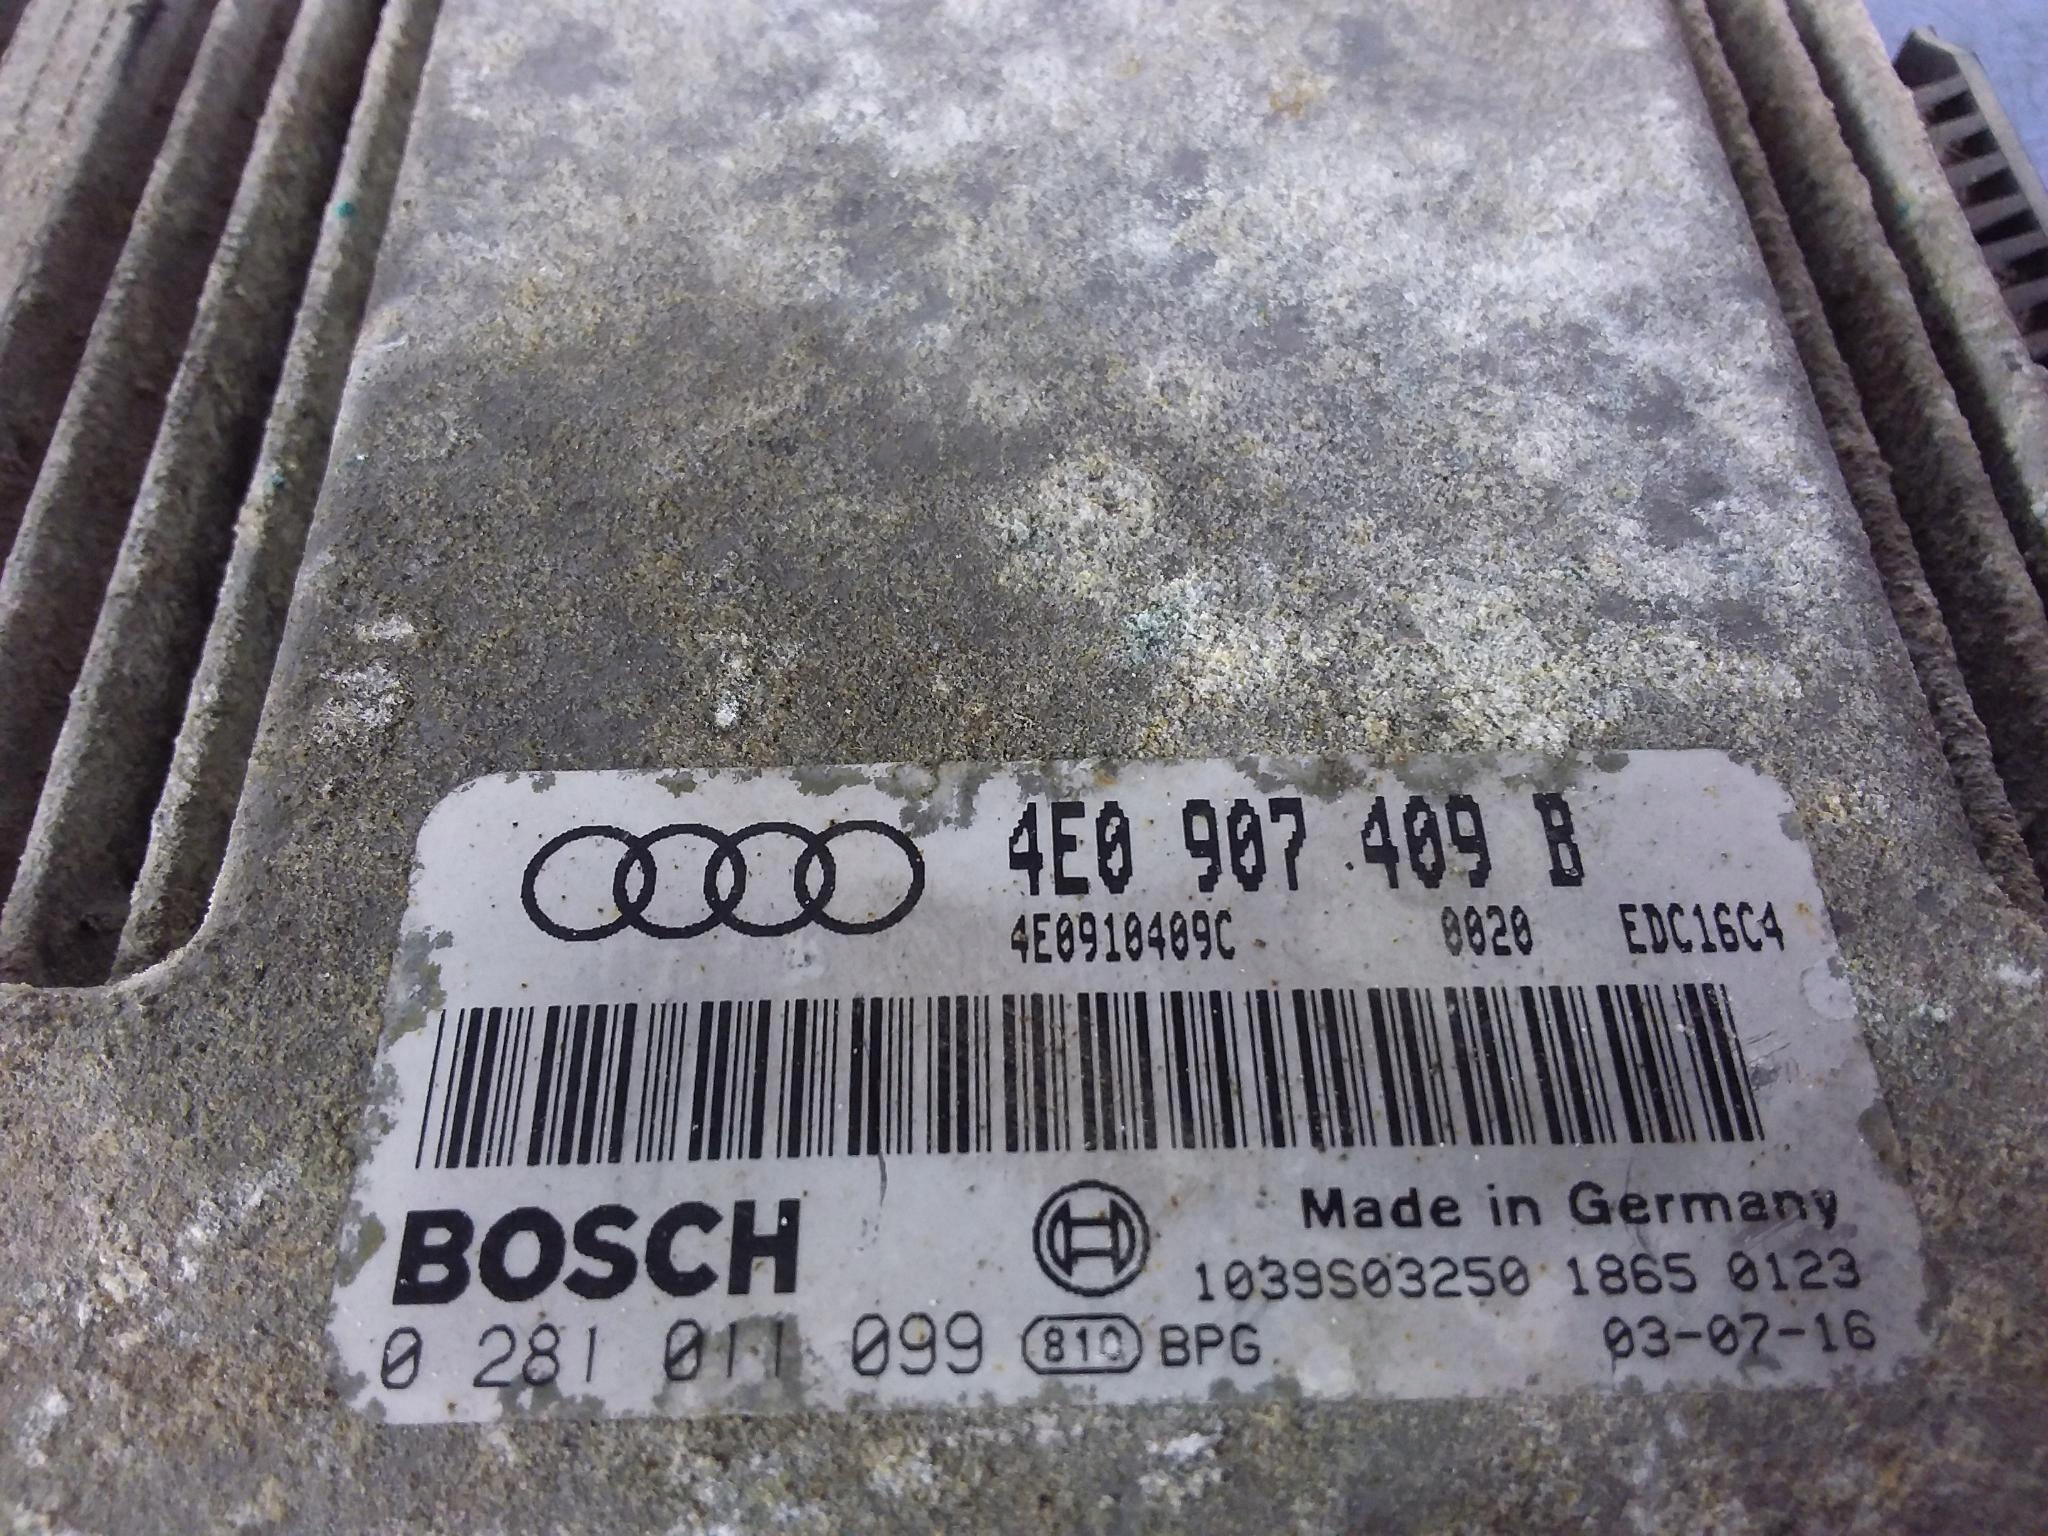 4E0 907 409 B
4E0910409C 0020 EDC16C4
BOSCH
Made in Germany
1039S03250 1865 0123
0 281 011 099 810 BPG 03-07-16